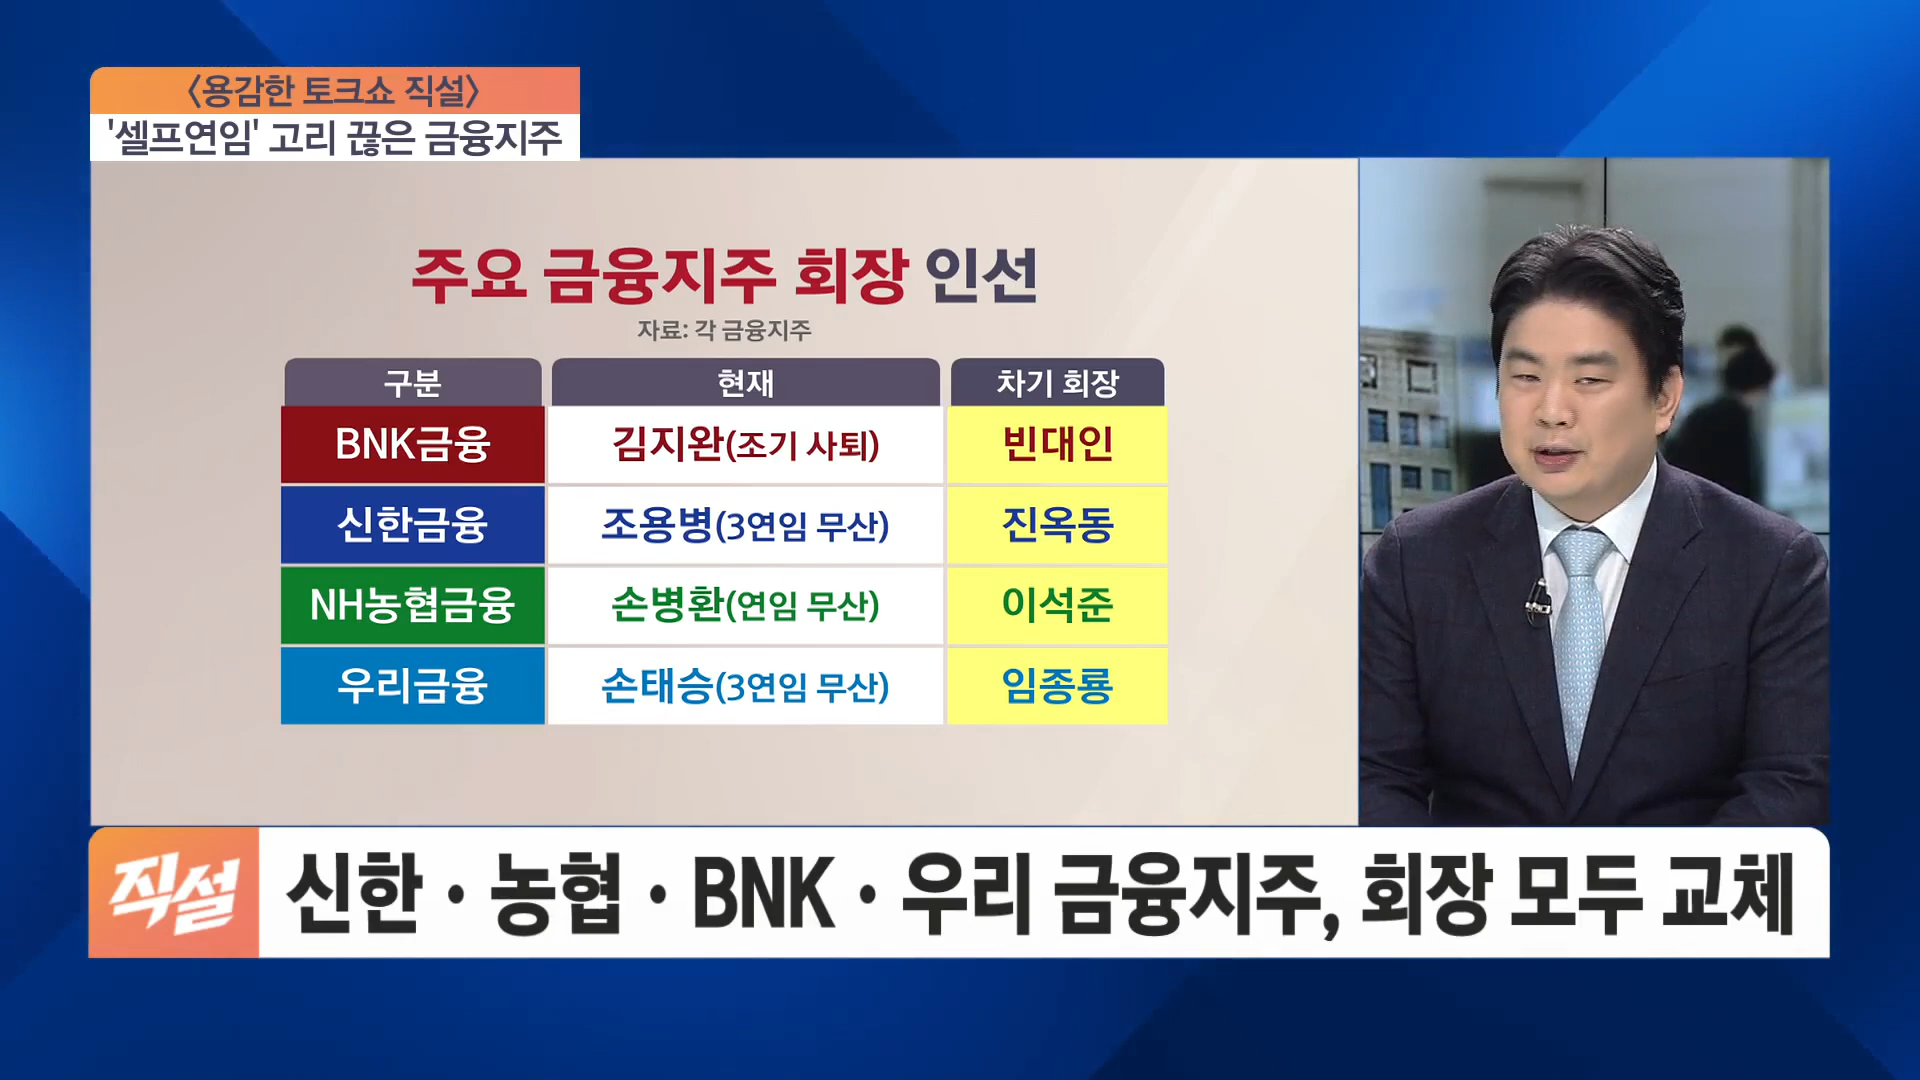 〈용감한 토크쇼 직설〉
'셀프연임' 고리 끊은 금융지주
주요 금융지주 회장 인선
자료: 각 금융지주
구분 현재 차기 회장
BNK금융 김지완(조기 사퇴) 빈대인
신한금융 조용병(3연임 무산) 진옥동
NH농협금융 손병환(연임 무산) 이석준
우리금융 손태승(3연임 무산) 임종룡
직설
신한·농협·BNK·우리 금융지주, 회장 모두 교체